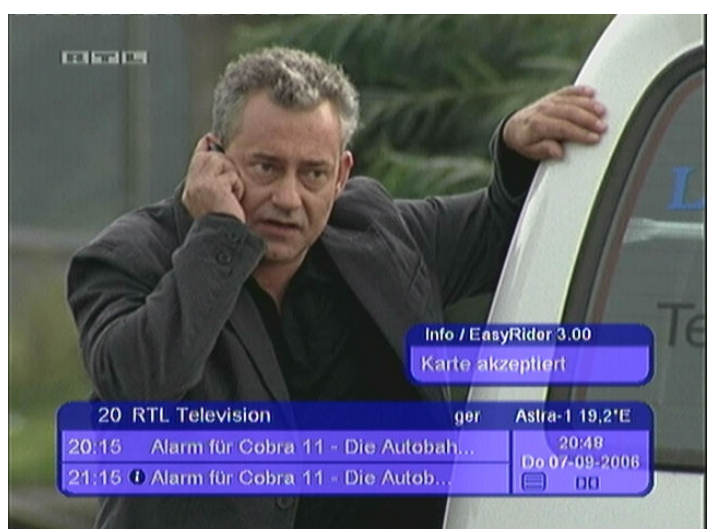 RTL
Info / EasyRider 3.00
Karte akzeptiert
20 RTL Television ger Astra-1 19,2°E
20:15 Alarm für Cobra 11 - Die Autobah...
20:48
Do 07-09-2006
21:15 i Alarm für Cobra 11 - Die Autob...
L
Te